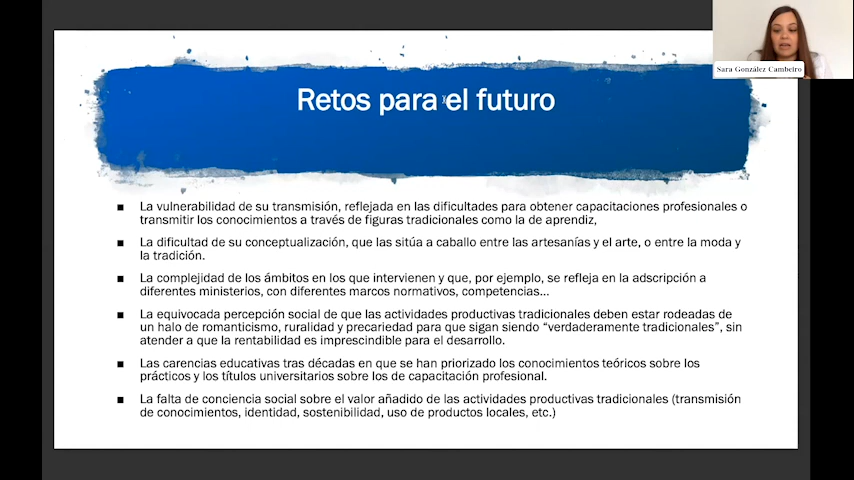 Sara González Cambeiro
Retos para el futuro
■ La vulnerabilidad de su transmisión, reflejada en las dificultades para obtener capacitaciones profesionales o
transmitir los conocimientos a través de figuras tradicionales como la de aprendiz,
■ La dificultad de su conceptualización, que las sitúa a caballo entre las artesanías y el arte, o entre la moda y
la tradición.
■ La complejidad de los ámbitos en los que intervienen y que, por ejemplo, se refleja en la adscripción a
diferentes ministerios, con diferentes marcos normativos, competencias...
■ La equivocada percepción social de que las actividades productivas tradicionales deben estar rodeadas de
un halo de romanticismo, ruralidad y precariedad para que sigan siendo “verdaderamente tradicionales”, sin
atender a que la rentabilidad es imprescindible para el desarrollo.
■ Las carencias educativas tras décadas en que se han priorizado los conocimientos teóricos sobre los
prácticos y los títulos universitarios sobre los de capacitación profesional.
■ La falta de conciencia social sobre el valor añadido de las actividades productivas tradicionales (transmisión
de conocimientos, identidad, sostenibilidad, uso de productos locales, etc.)